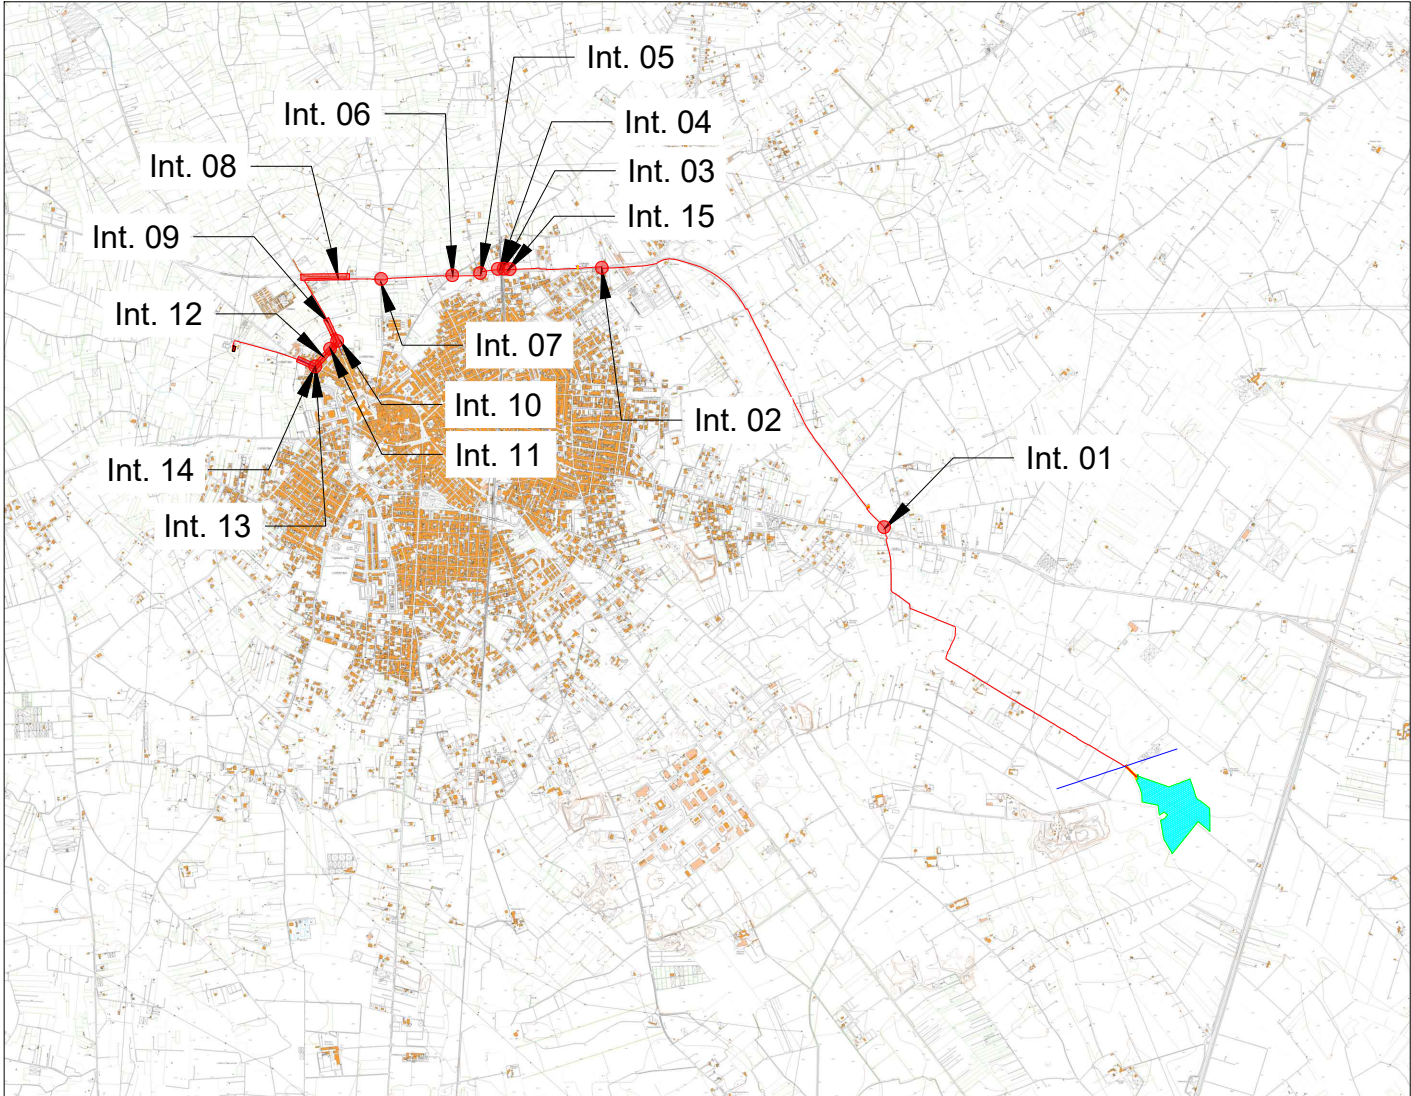 Int. 05
Int. 06
Int. 04
Int. 08
Int. 03
Int. 15
Int. 09
Int. 12
Int. 07
Int. 10
Int. 02
Int. 11
Int. 01
Int. 14
Int. 13